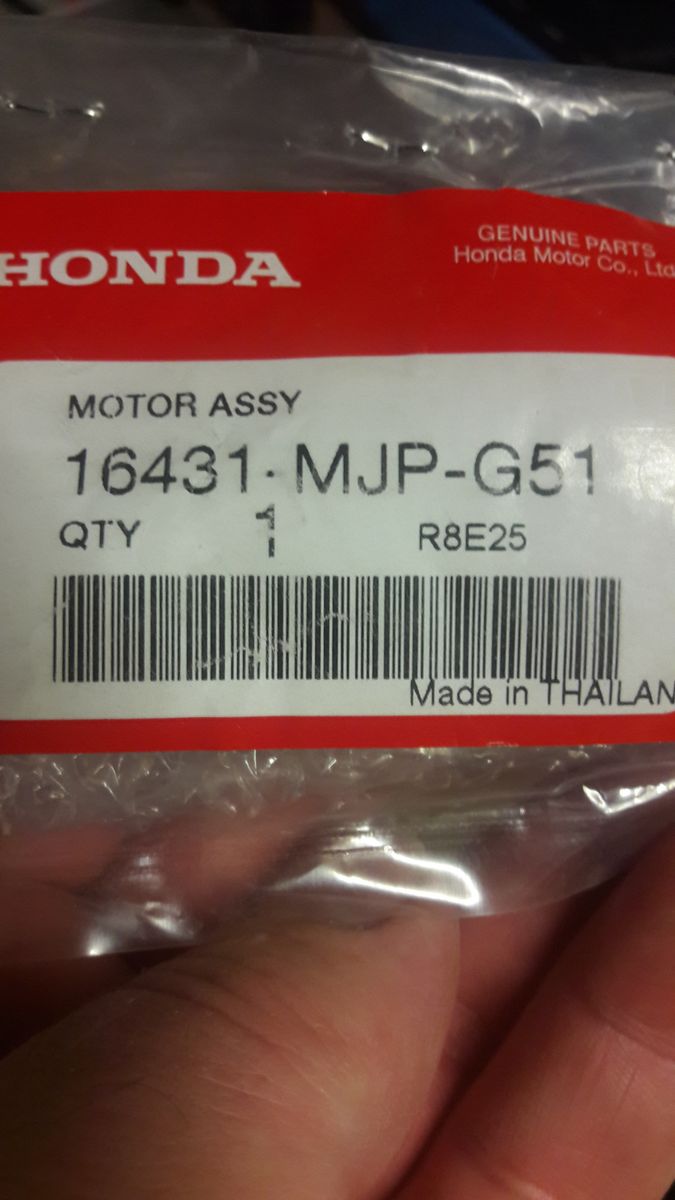 HONDA
GENUINE PARTS
Honda Motor Co., Ltd
MOTOR ASSY
16431-MJP-G51
QTY 1 R8E25
Made in THAILAN